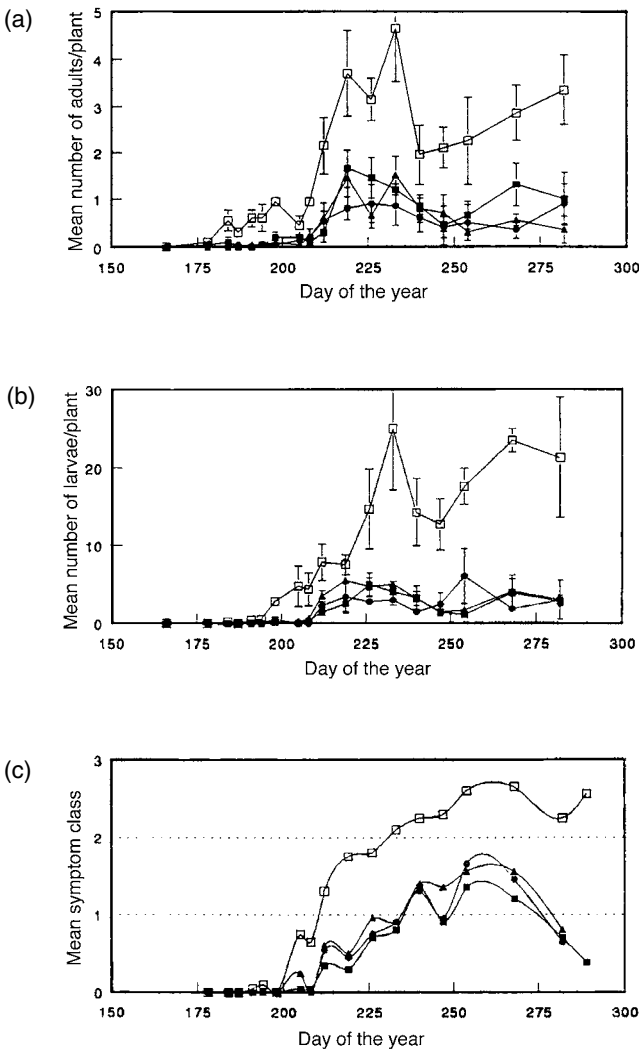 (a)
Mean number of adults/plant
5
4
3
2
1
0
150 175 200 225 250 275 300
Day of the year
(b)
Mean number of larvae/plant
30
20
10
0
150 175 200 225 250 275 300
Day of the year
(c)
Mean symptom class
3
2
1
0
150 175 200 225 250 275 300
Day of the year